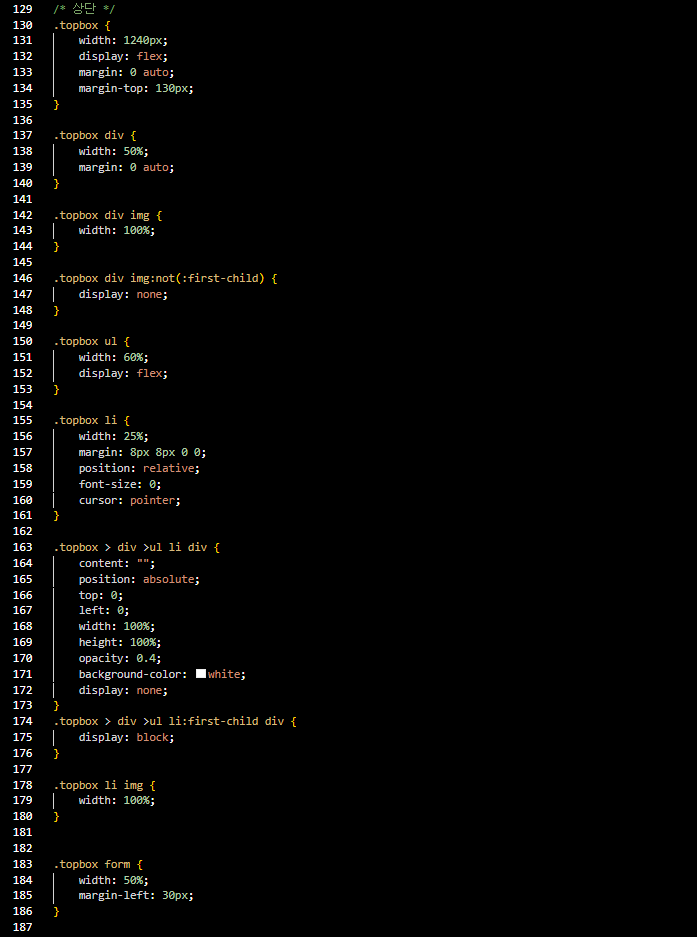 129 /* 상단 */
130 .topbox {
131     width: 1240px;
132     display: flex;
133     margin: 0 auto;
134     margin-top: 130px;
135 }
136
137 .topbox div {
138     width: 50%;
139     margin: 0 auto;
140 }
141
142 .topbox div img {
143     width: 100%;
144 }
145
146 .topbox div img:not(:first-child) {
147     display: none;
148 }
149
150 .topbox ul {
151     width: 60%;
152     display: flex;
153 }
154
155 .topbox li {
156     width: 25%;
157     margin: 8px 8px 0 0;
158     position: relative;
159     font-size: 0;
160     cursor: pointer;
161 }
162
163 .topbox > div >ul li div {
164     content: "";
165     position: absolute;
166     top: 0;
167     left: 0;
168     width: 100%;
169     height: 100%;
170     opacity: 0.4;
171     background-color: white;
172     display: none;
173 }
174 .topbox > div >ul li:first-child div {
175     display: block;
176 }
177
178 .topbox li img {
179     width: 100%;
180 }
181
182
183 .topbox form {
184     width: 50%;
185     margin-left: 30px;
186 }
187